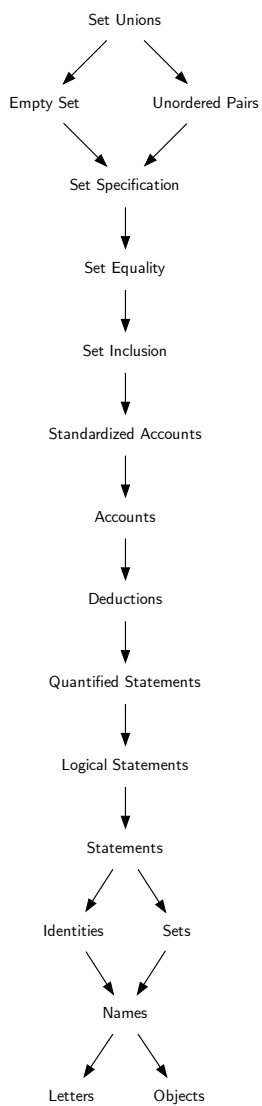 Set Unions
Empty Set
Unordered Pairs
Set Specification
Set Equality
Set Inclusion
Standardized Accounts
Accounts
Deductions
Quantified Statements
Logical Statements
Statements
Identities
Sets
Names
Letters
Objects